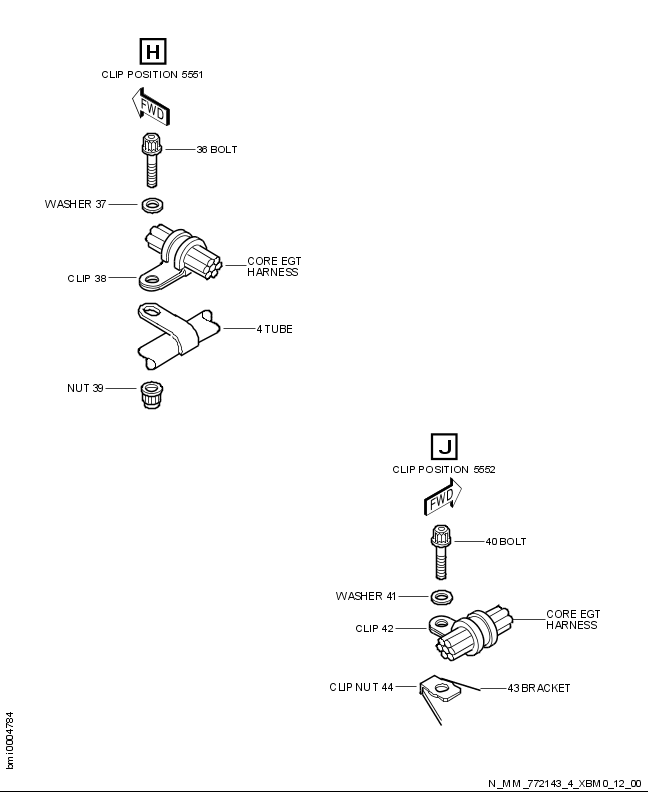 H
CLIP POSITION 5551
FWD
36 BOLT
WASHER 37
CORE EGT
HARNESS
CLIP 38
4 TUBE
NUT 39
J
CLIP POSITION 5552
FWD
40 BOLT
WASHER 41
CORE EGT
HARNESS
CLIP 42
CLIP NUT 44
43 BRACKET
bmi0004784
N_MM_772143_4_XBM0_12_00